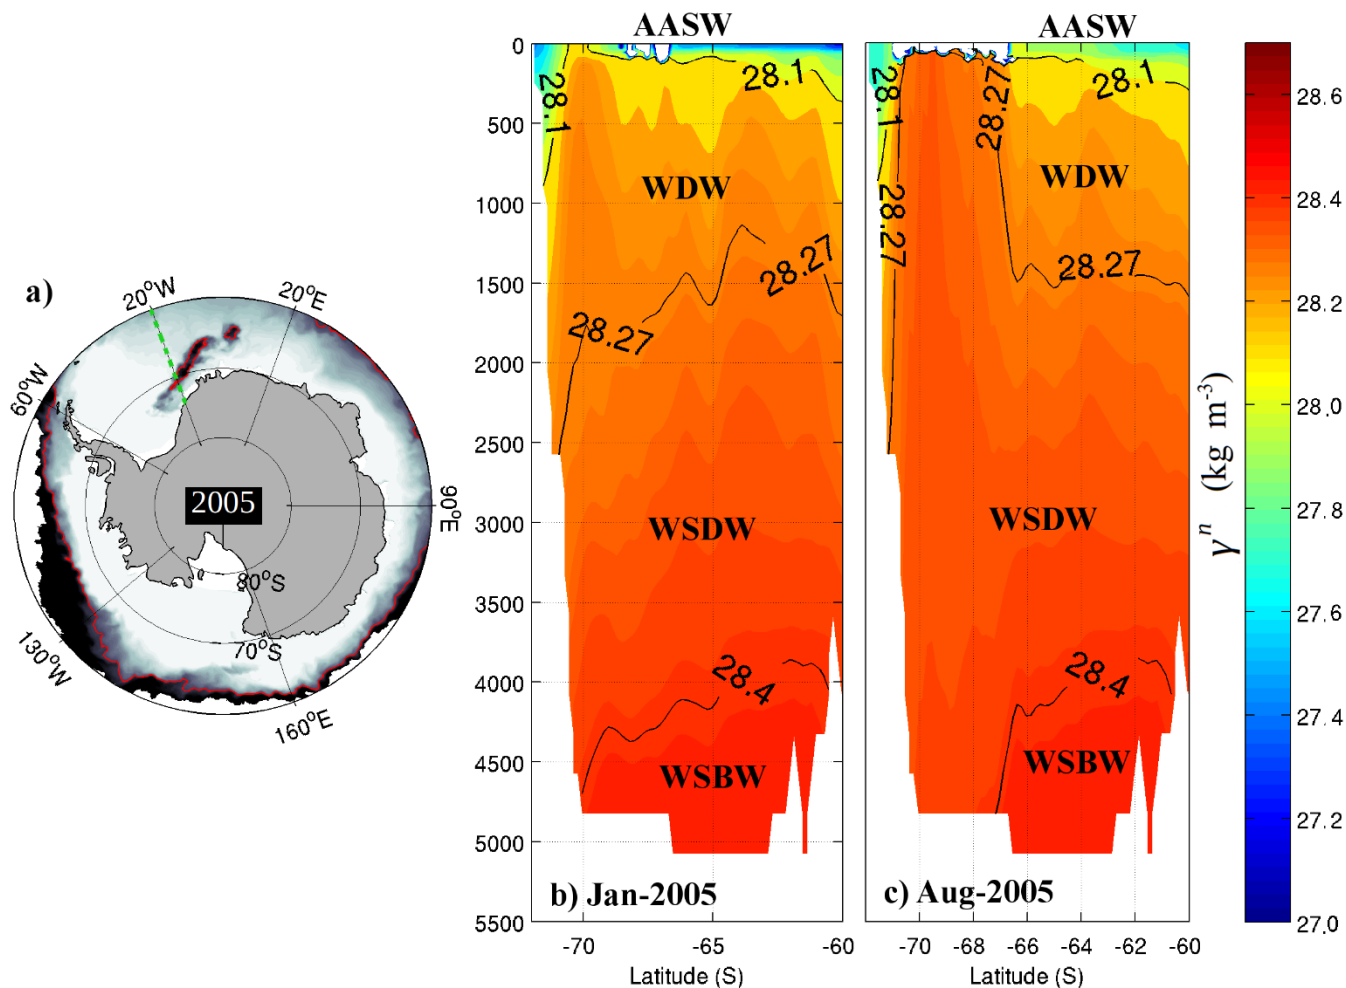 a)
20°W
20°E
60°W
90°E
130°W
160°E
2005
80°S
70°S
AASW
0
500
1000
1500
2000
2500
3000
3500
4000
4500
5000
5500
28.1
28.1
WDW
28.27
28.27
WSDW
28.4
WSBW
b) Jan-2005
-70
-65
-60
Latitude (S)
AASW
28.1
28.27
28.1
28.27
WDW
28.27
WSDW
28.4
WSBW
c) Aug-2005
-70
-68
-66
-64
-62
-60
Latitude (S)
γⁿ (kg m⁻³)
28.6
28.4
28.2
28.0
27.8
27.6
27.4
27.2
27.0